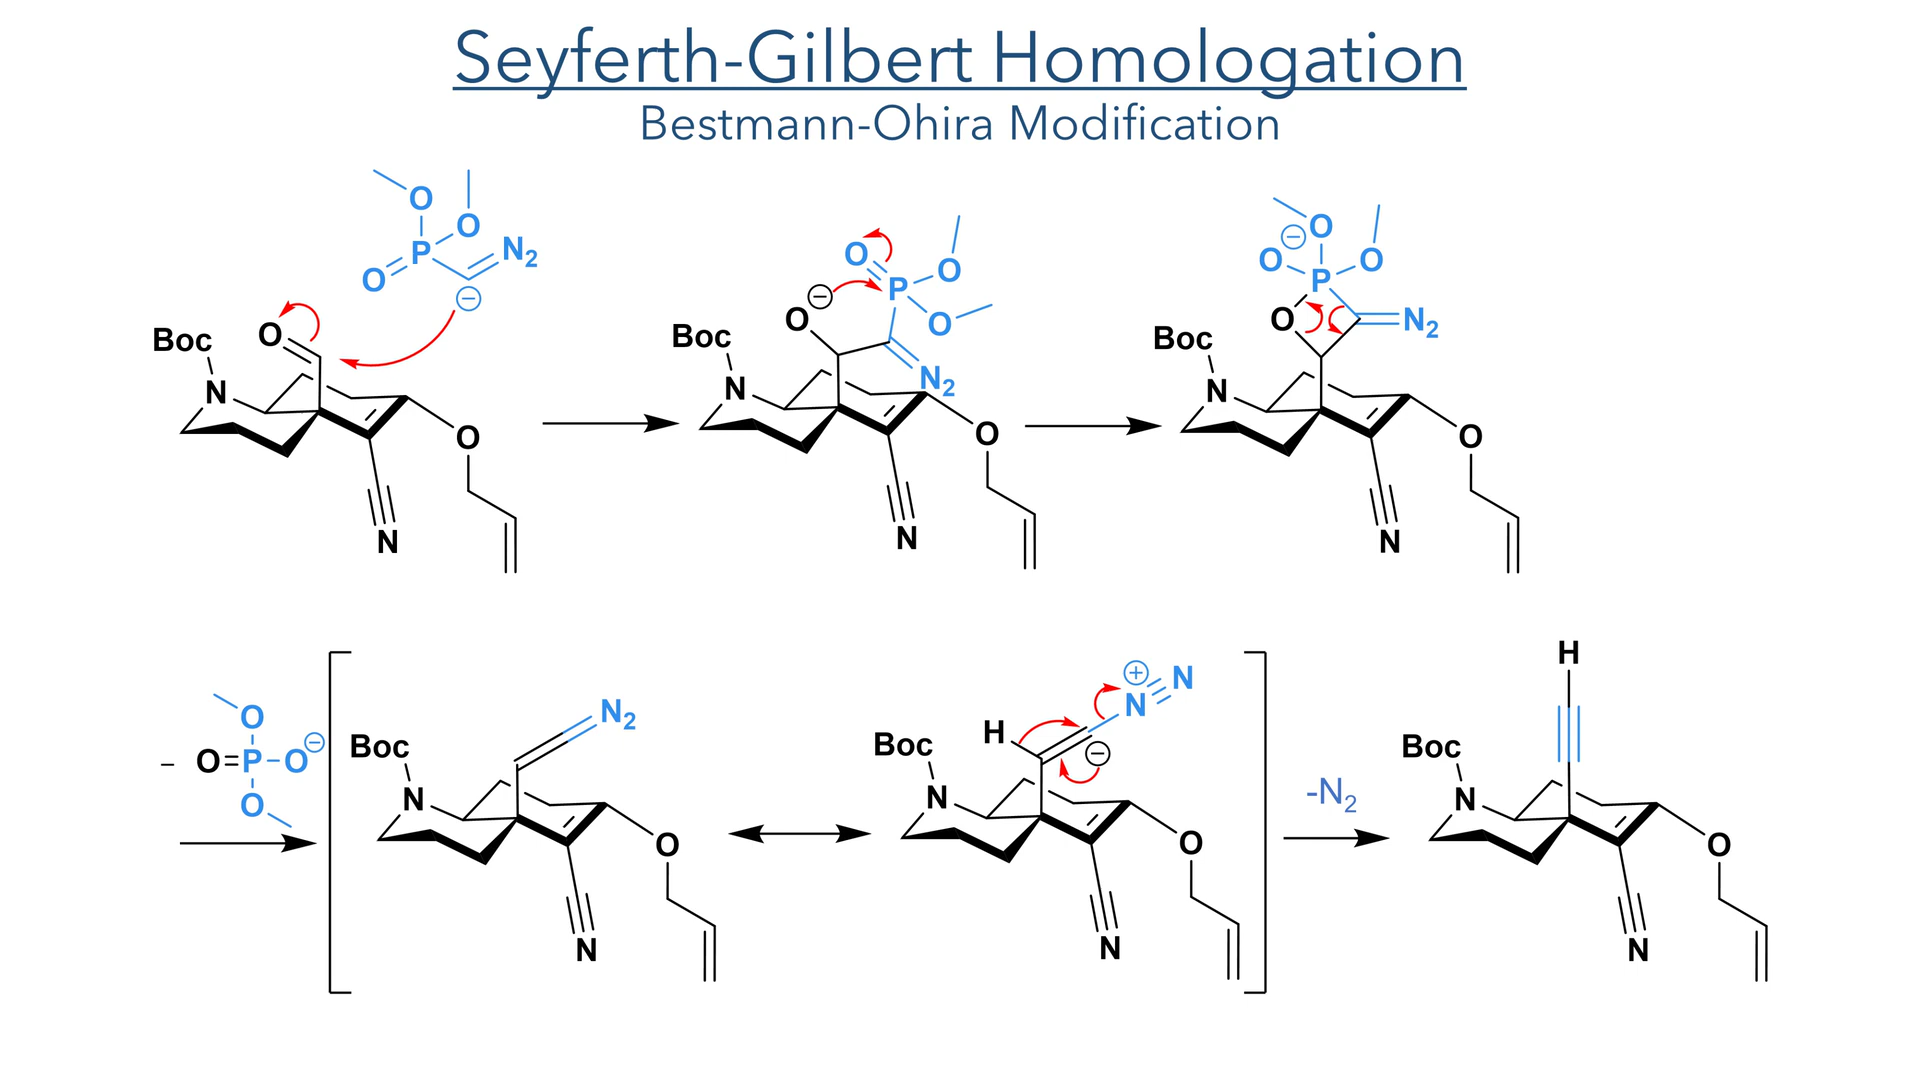 Seyferth-Gilbert Homologation
Bestmann-Ohira Modification
O
O
P
N₂
O
⊖
O
Boc
N
O
N
O
P
O
O
⊖
O
N₂
Boc
N
O
N
O
⊖
O
P
O
O
N₂
Boc
N
O
N
O
– O=P-O⊖
O
N₂
Boc
N
O
N
⊕
N≡N
H
⊖
Boc
N
O
N
-N₂
H
Boc
N
O
N